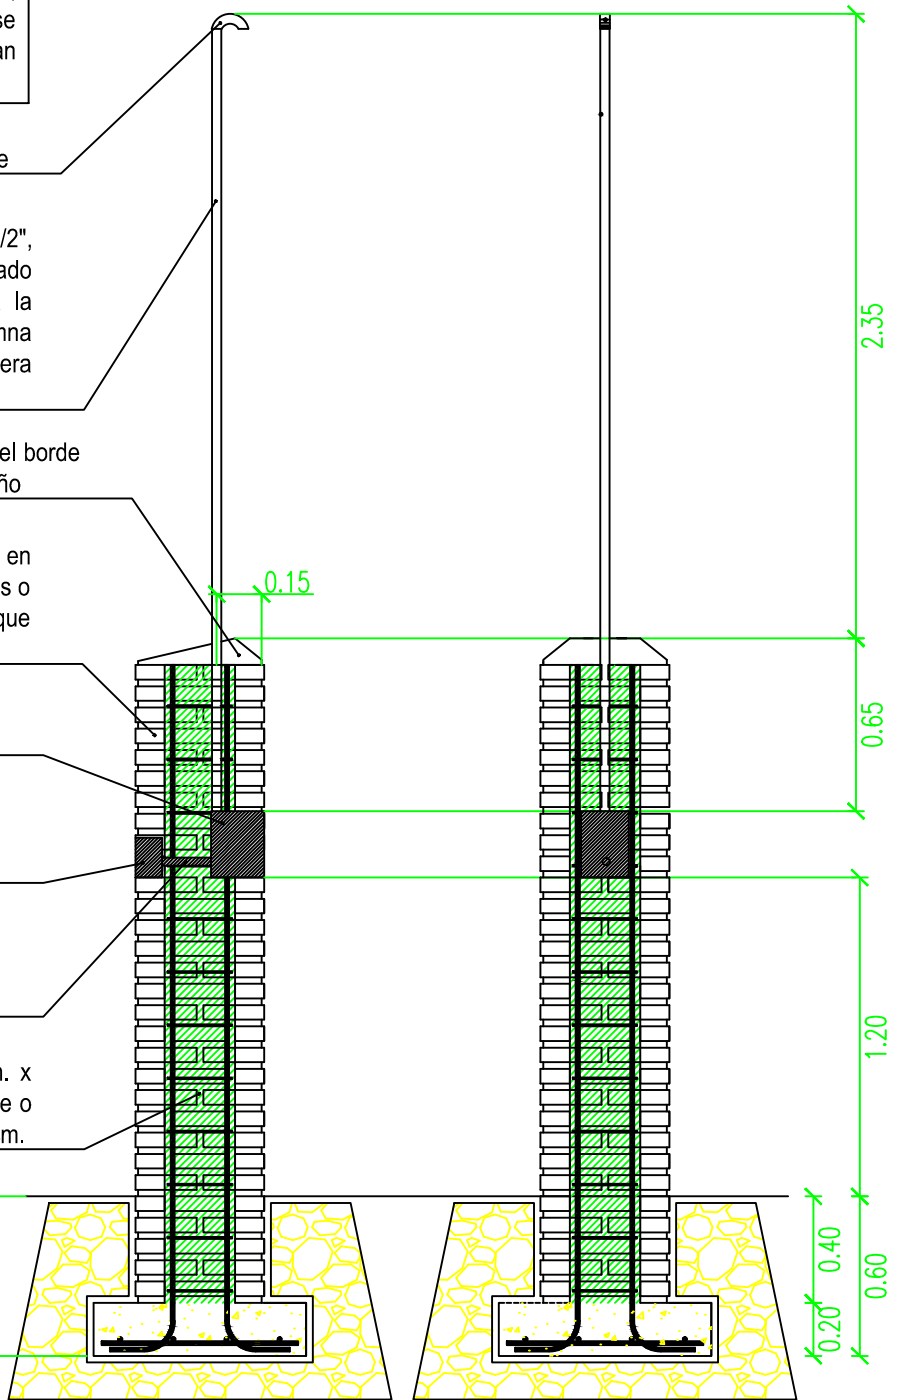 se
an
e
/2",
ado
la
nna
era
el borde
ño
en
s o
que
n. x
e o
m.
0.15
2.35
0.65
1.20
0.40
0.60
0.20